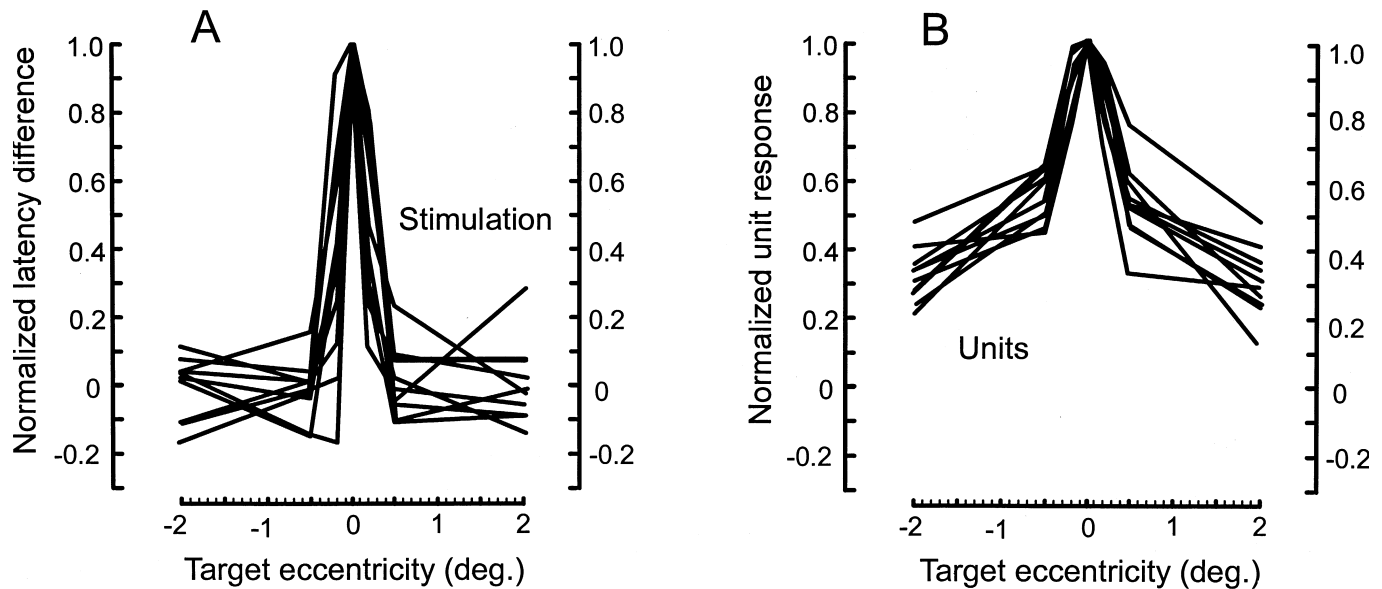 A
Normalized latency difference
1.0
0.8
0.6
0.4
0.2
0
-0.2
Stimulation
1.0
0.8
0.6
0.4
0.2
0
-0.2
-2 -1 0 1 2
Target eccentricity (deg.)
B
Normalized unit response
1.0
0.8
0.6
0.4
0.2
0
-0.2
Units
1.0
0.8
0.6
0.4
0.2
0
-0.2
-2 -1 0 1 2
Target eccentricity (deg.)